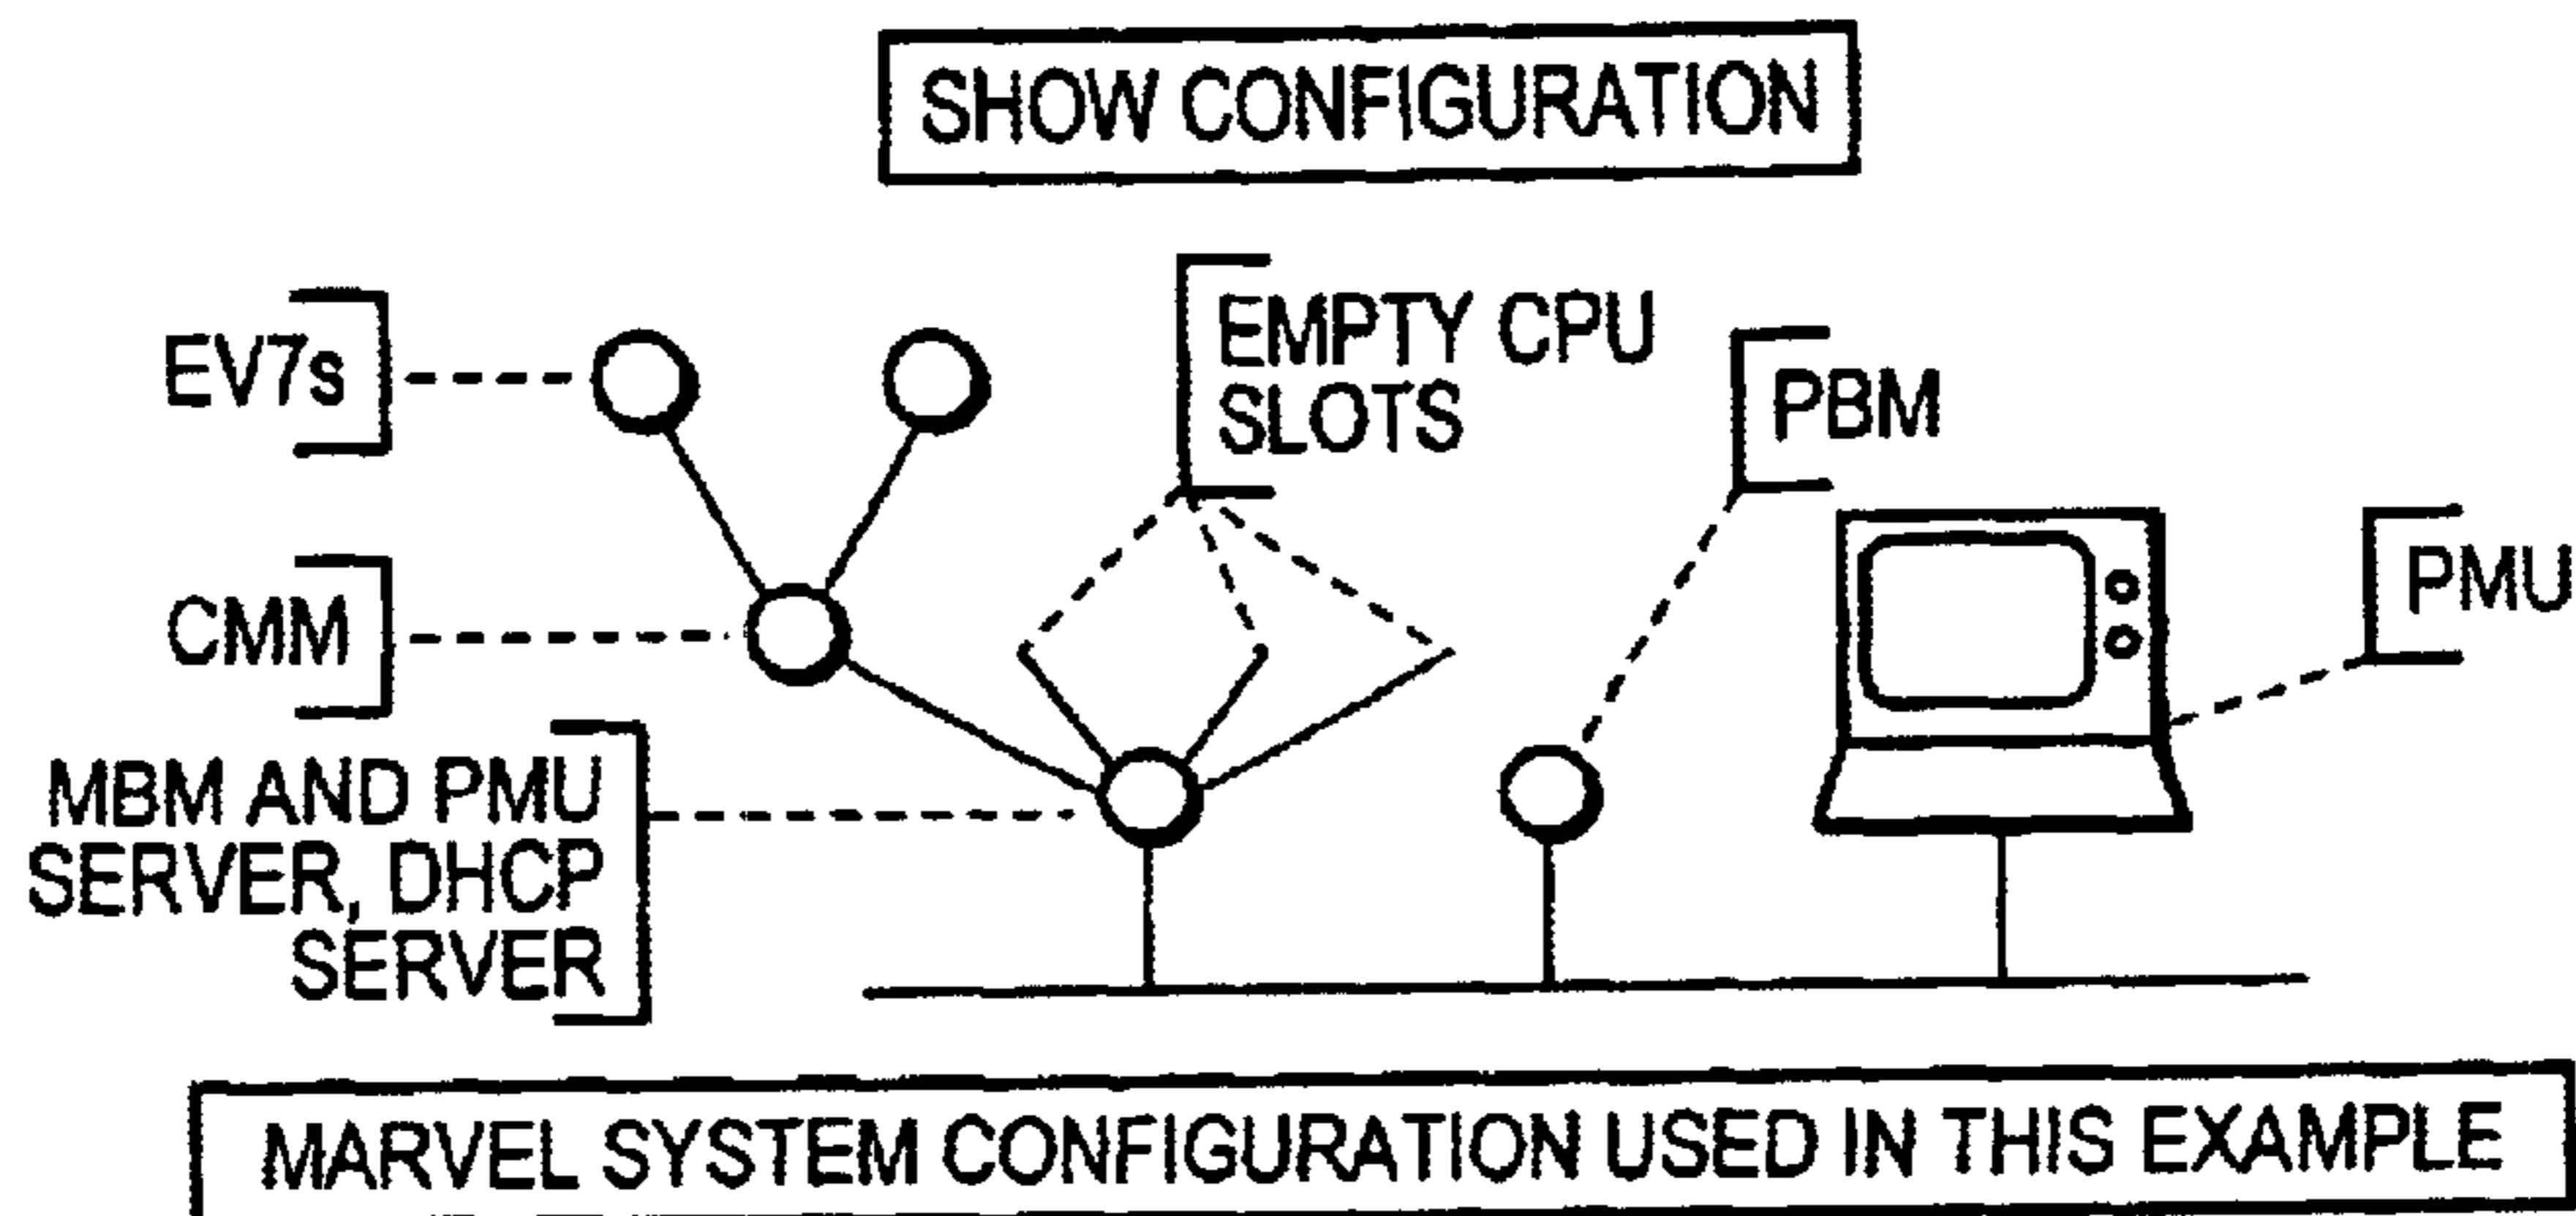 SHOW CONFIGURATION
EV7s
EMPTY CPU
SLOTS
PBM
PMU
CMM
MBM AND PMU
SERVER, DHCP
SERVER
MARVEL SYSTEM CONFIGURATION USED IN THIS EXAMPLE